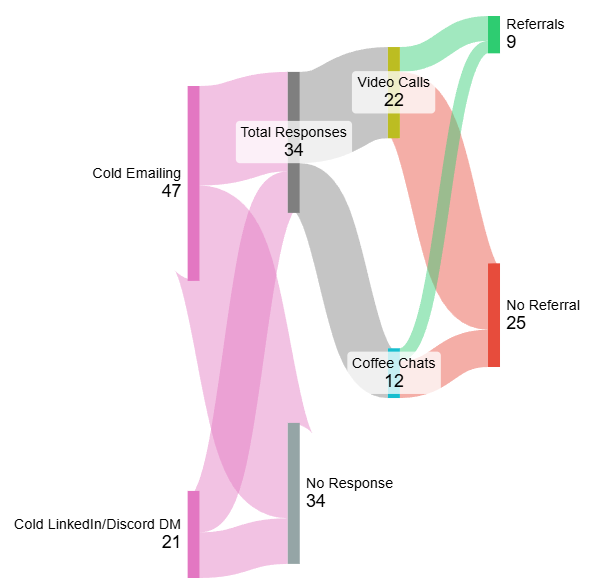 Referrals
9
Video Calls
22
Total Responses
34
Cold Emailing
47
No Referral
25
Coffee Chats
12
No Response
34
Cold LinkedIn/Discord DM
21